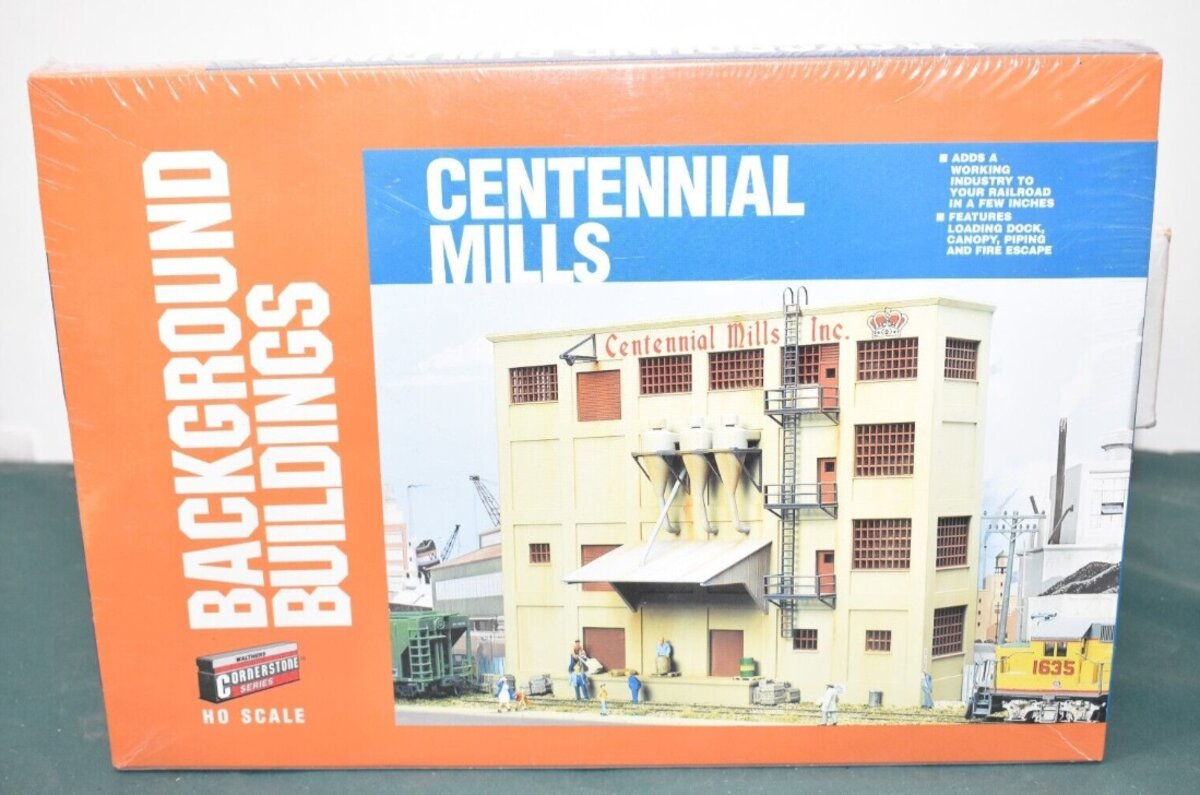 BACKGROUND
BUILDINGS
WALTHERS
CORNERSTONE
SERIES
HO SCALE
CENTENNIAL
MILLS
■ ADDS A
WORKING
INDUSTRY TO
YOUR RAILROAD
IN A FEW INCHES
■ FEATURES
LOADING DOCK,
CANOPY, PIPING
AND FIRE ESCAPE
Centennial Mills Inc.
1635